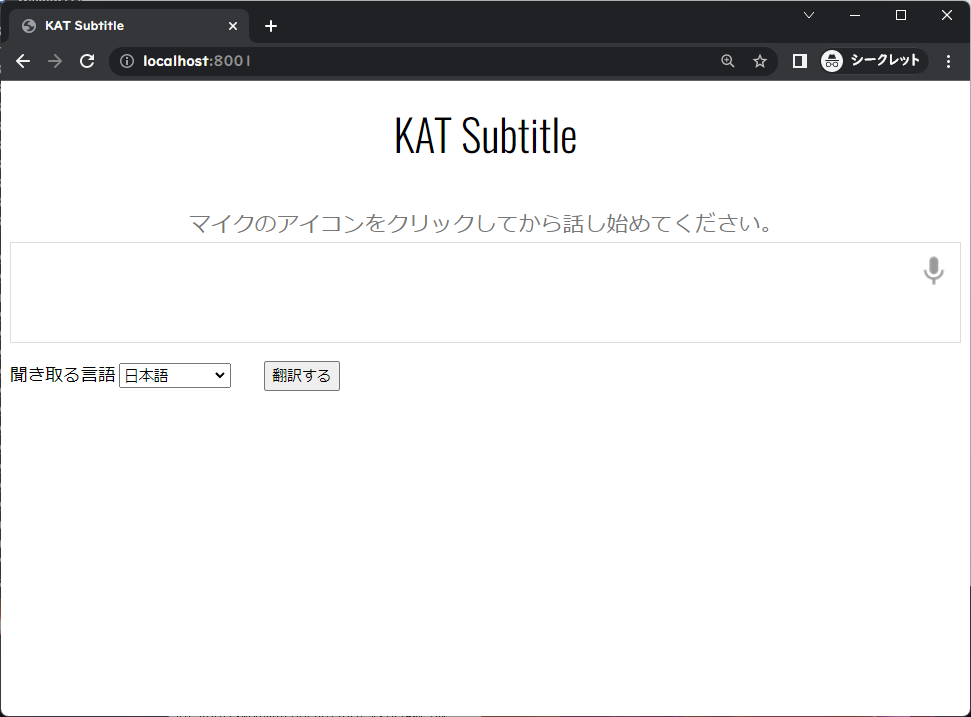 KAT Subtitle
localhost:8001
シークレット
KAT Subtitle
マイクのアイコンをクリックしてから話し始めてください。
聞き取る言語 日本語 翻訳する